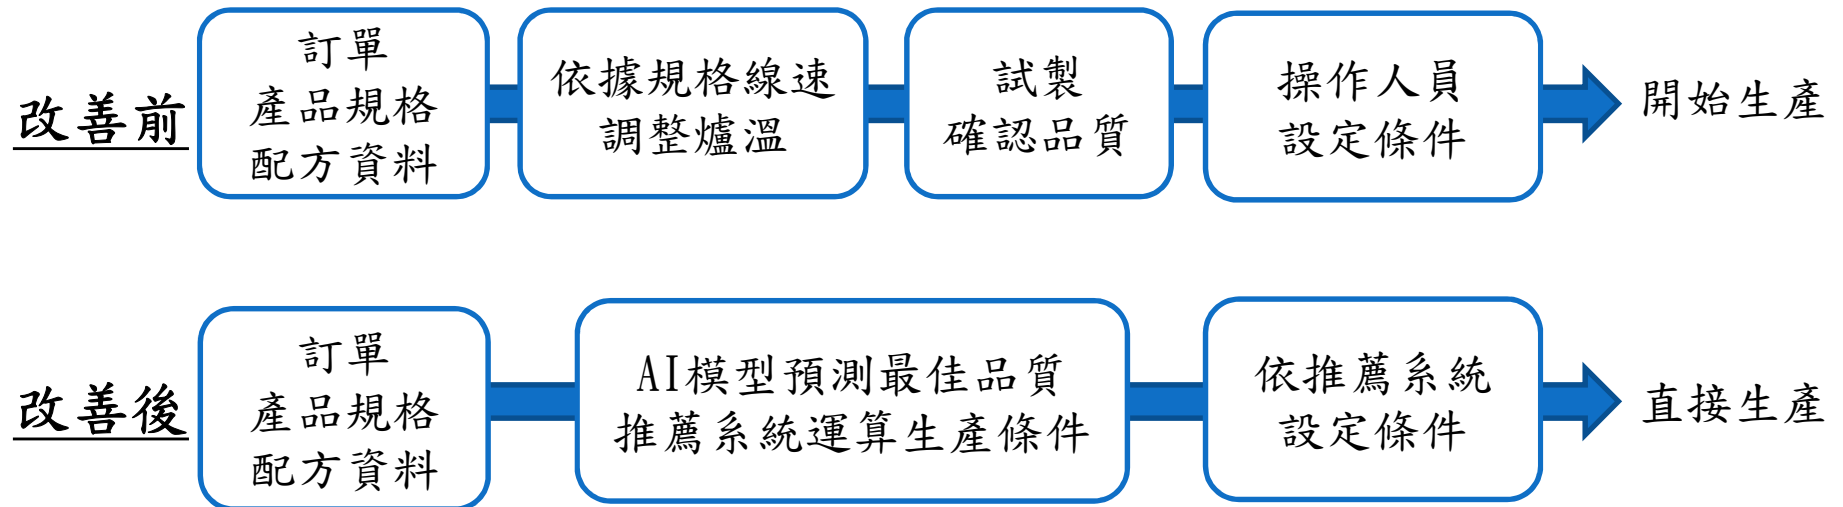 改善前
訂單
產品規格
配方資料
依據規格線速
調整爐溫
試製
確認品質
操作人員
設定條件
開始生產
改善後
訂單
產品規格
配方資料
AI模型預測最佳品質
推薦系統運算生產條件
依推薦系統
設定條件
直接生產